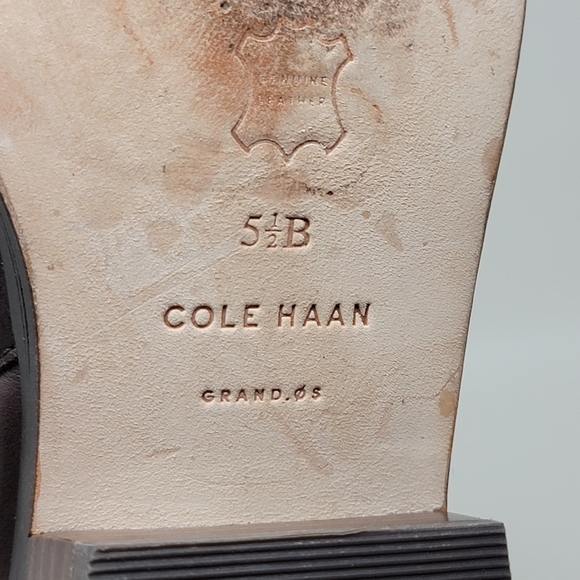 GENUINE
LEATHER
5½B
COLE HAAN
GRAND.ØS